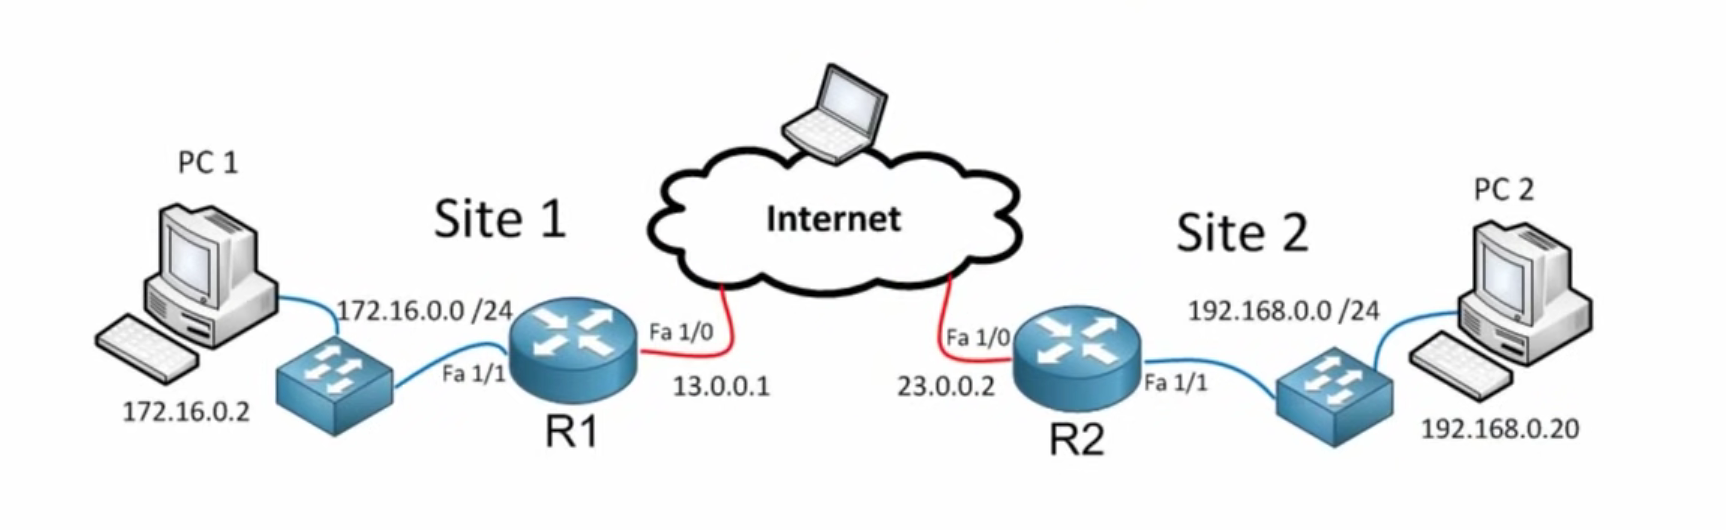 PC 1
Site 1
172.16.0.0 /24
Fa 1/1
172.16.0.2
R1
Fa 1/0
13.0.0.1
Internet
Fa 1/0
23.0.0.2
R2
Site 2
192.168.0.0 /24
Fa 1/1
PC 2
192.168.0.20